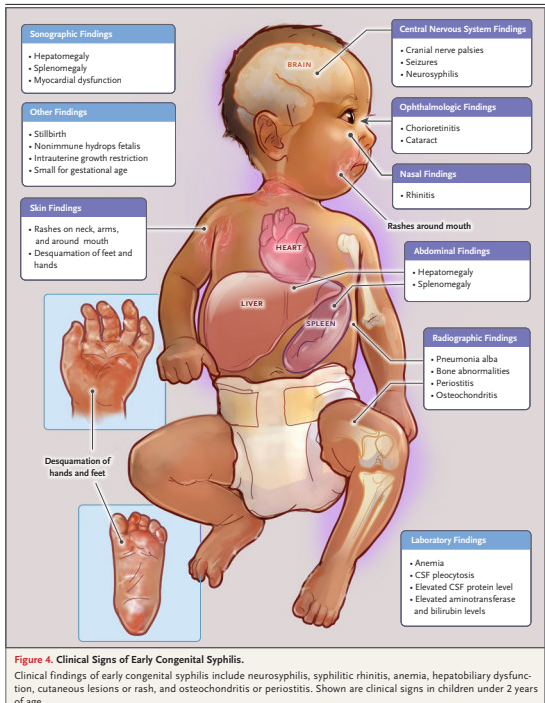 Sonographic Findings
• Hepatomegaly
• Splenomegaly
• Myocardial dysfunction
Other Findings
• Stillbirth
• Nonimmune hydrops fetalis
• Intrauterine growth restriction
• Small for gestational age
Skin Findings
• Rashes on neck, arms,
and around mouth
• Desquamation of feet and
hands
Desquamation of
hands and feet
BRAIN
HEART
LIVER
SPLEEN
Central Nervous System Findings
• Cranial nerve palsies
• Seizures
• Neurosyphilis
Ophthalmologic Findings
• Chorioretinitis
• Cataract
Nasal Findings
• Rhinitis
Rashes around mouth
Abdominal Findings
• Hepatomegaly
• Splenomegaly
Radiographic Findings
• Pneumonia alba
• Bone abnormalities
• Periostitis
• Osteochondritis
Laboratory Findings
• Anemia
• CSF pleocytosis
• Elevated CSF protein level
• Elevated aminotransferase
and bilirubin levels
Figure 4. Clinical Signs of Early Congenital Syphilis.
Clinical findings of early congenital syphilis include neurosyphilis, syphilitic rhinitis, anemia, hepatobiliary dysfunc-
tion, cutaneous lesions or rash, and osteochondritis or periostitis. Shown are clinical signs in children under 2 years
of age.